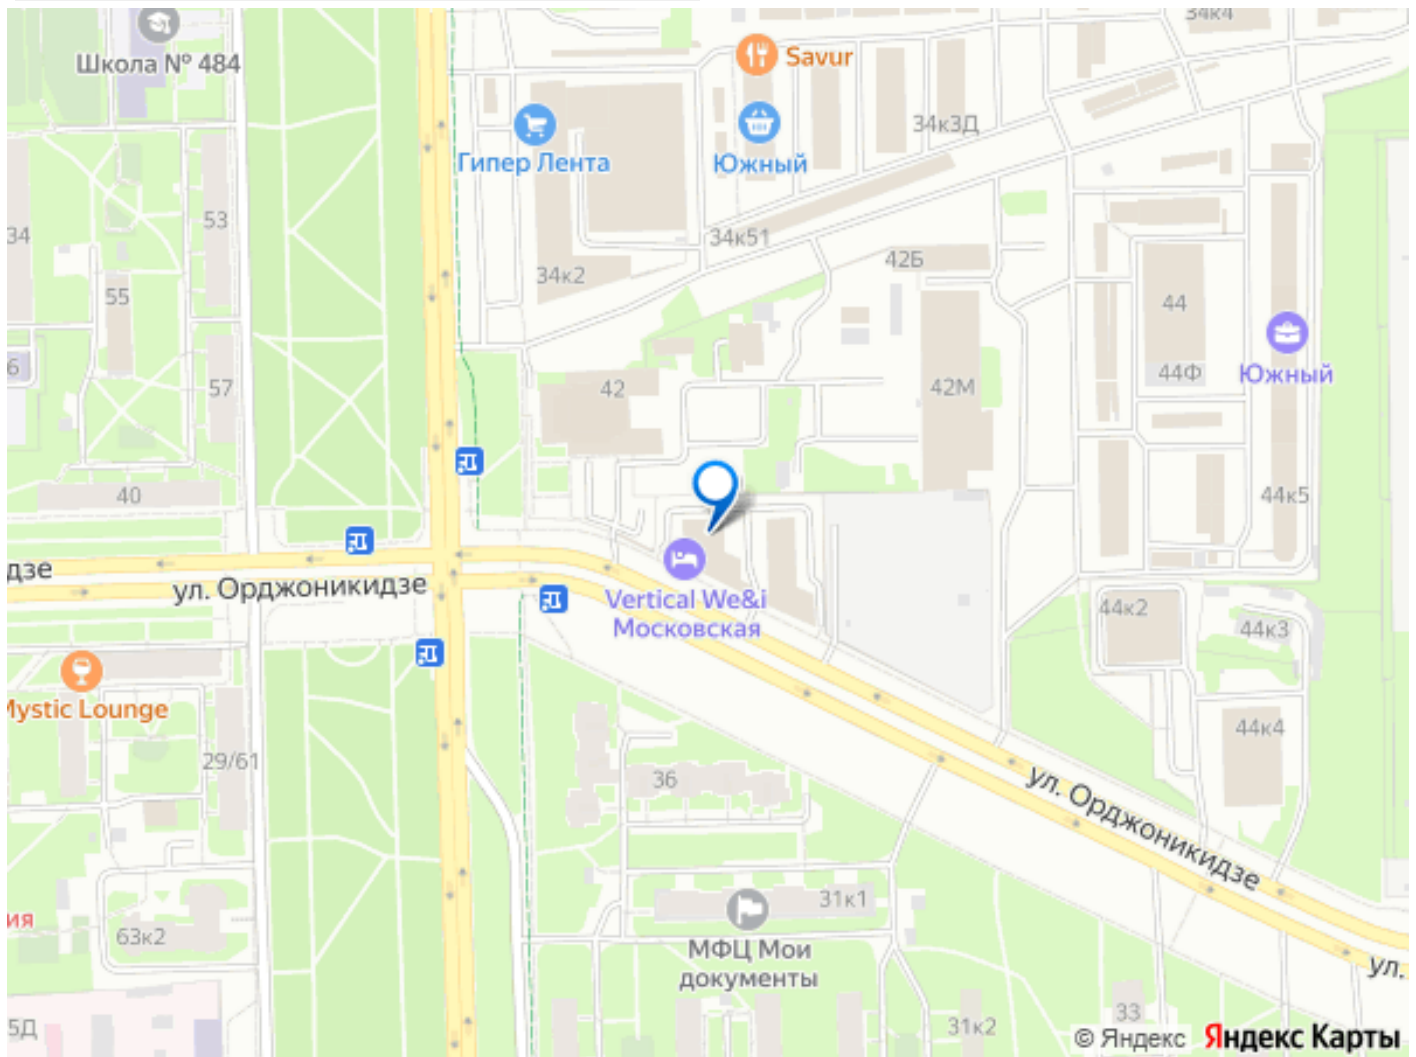 34к4
Школа № 484
Savur
34к3Д
Гипер Лента
Южный
53
34
34к51
42Б
34к2
55
44
6
57
42
42М
44Ф
Южный
40
44к5
дзе
ул. Орджоникидзе
Vertical We&i
Московская
44к2
44к3
Mystic Lounge
29/61
36
44к4
ул. Орджоникидзе
31к1
ия
63к2
МФЦ Мои
документы
ул.
5Д
31к2
33
© Яндекс Яндекс Карты